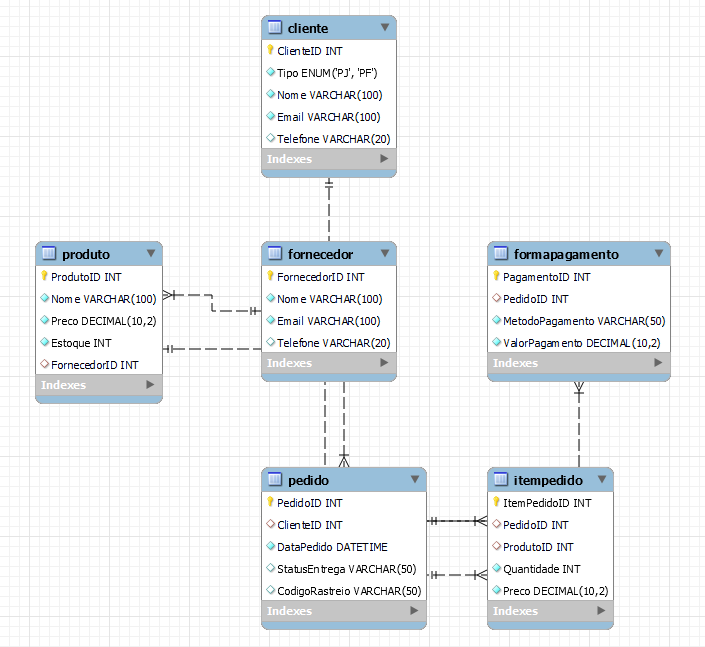 cliente
ClienteID INT
Tipo ENUM('PJ', 'PF')
Nome VARCHAR(100)
Email VARCHAR(100)
Telefone VARCHAR(20)
Indexes
produto
ProdutoID INT
Nome VARCHAR(100)
Preco DECIMAL(10,2)
Estoque INT
FornecedorID INT
Indexes
fornecedor
FornecedorID INT
Nome VARCHAR(100)
Email VARCHAR(100)
Telefone VARCHAR(20)
Indexes
formapagamento
PagamentoID INT
PedidoID INT
MetodoPagamento VARCHAR(50)
ValorPagamento DECIMAL(10,2)
Indexes
pedido
PedidoID INT
ClienteID INT
DataPedido DATETIME
StatusEntrega VARCHAR(50)
CodigoRastreio VARCHAR(50)
Indexes
itempedido
ItemPedidoID INT
PedidoID INT
ProdutoID INT
Quantidade INT
Preco DECIMAL(10,2)
Indexes